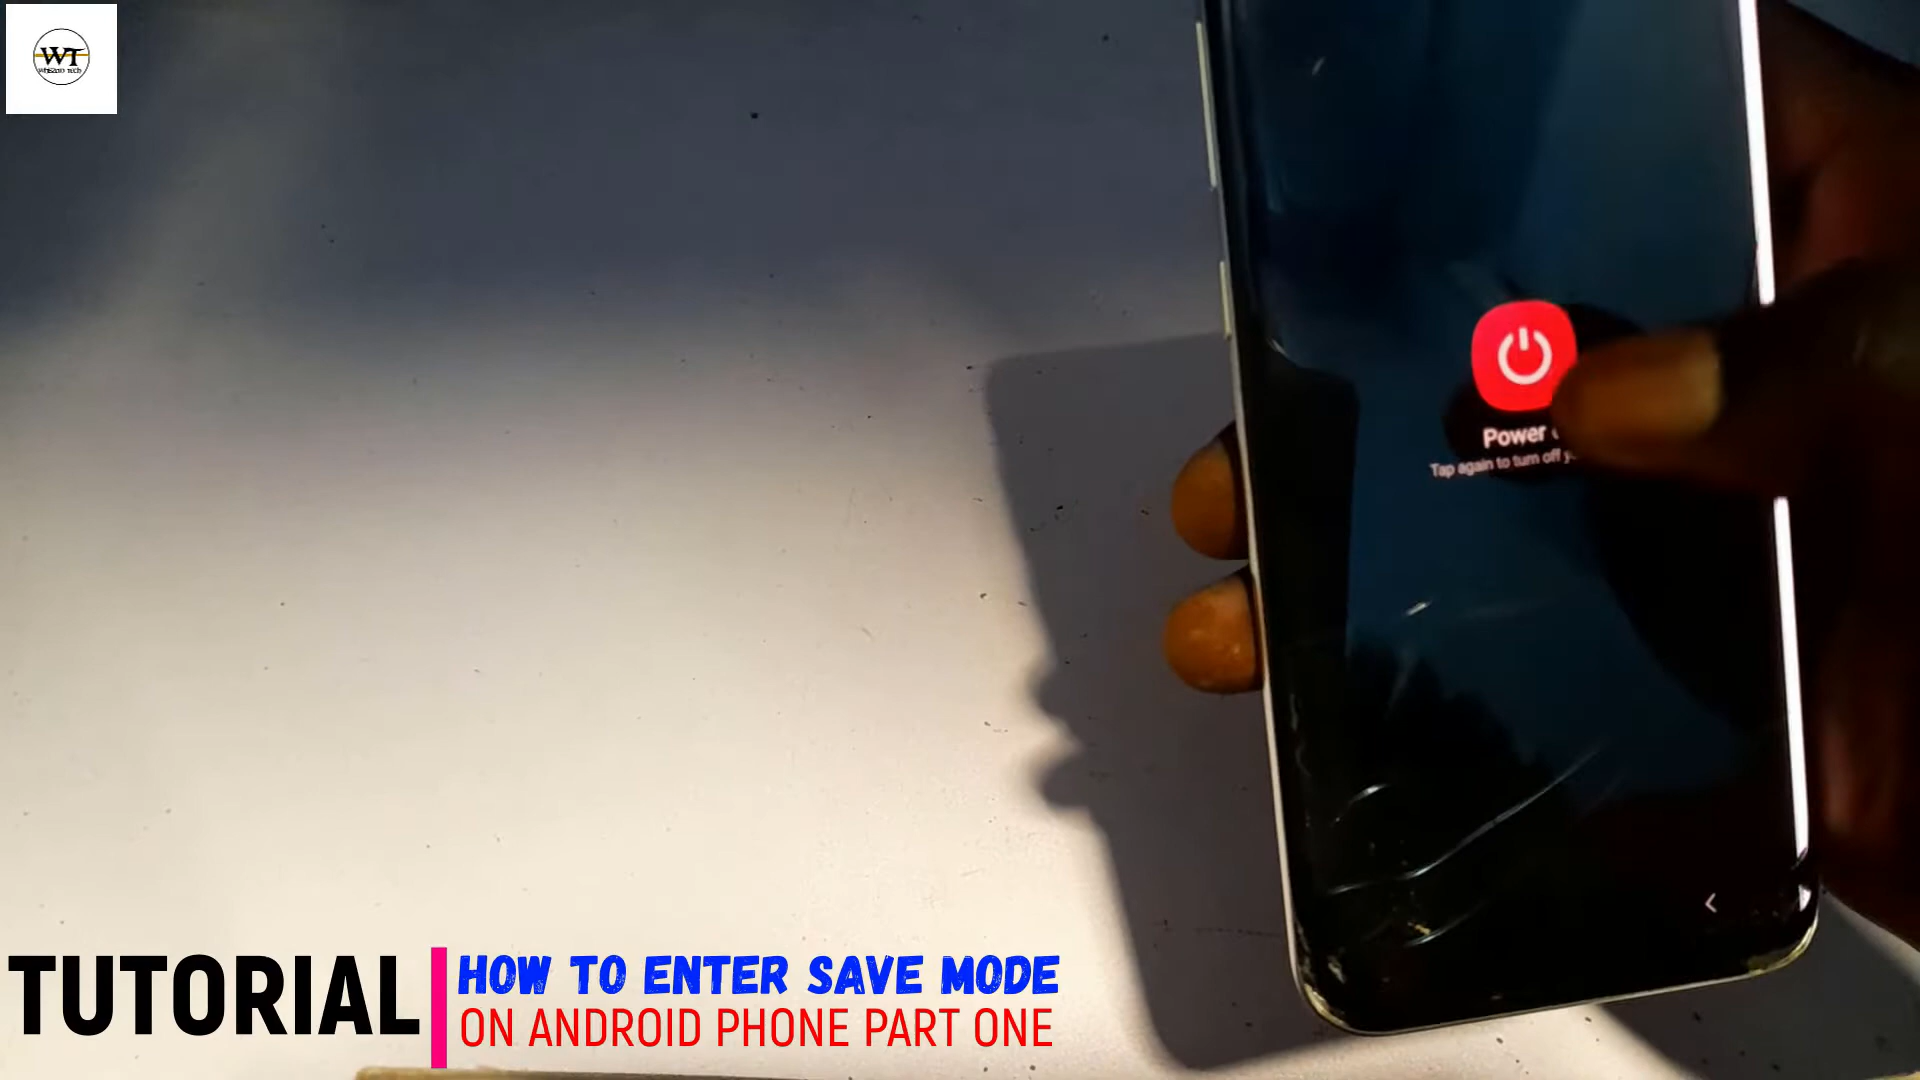 WT
Power
Tap again to turn off
TUTORIAL
HOW TO ENTER SAVE MODE
ON ANDROID PHONE PART ONE